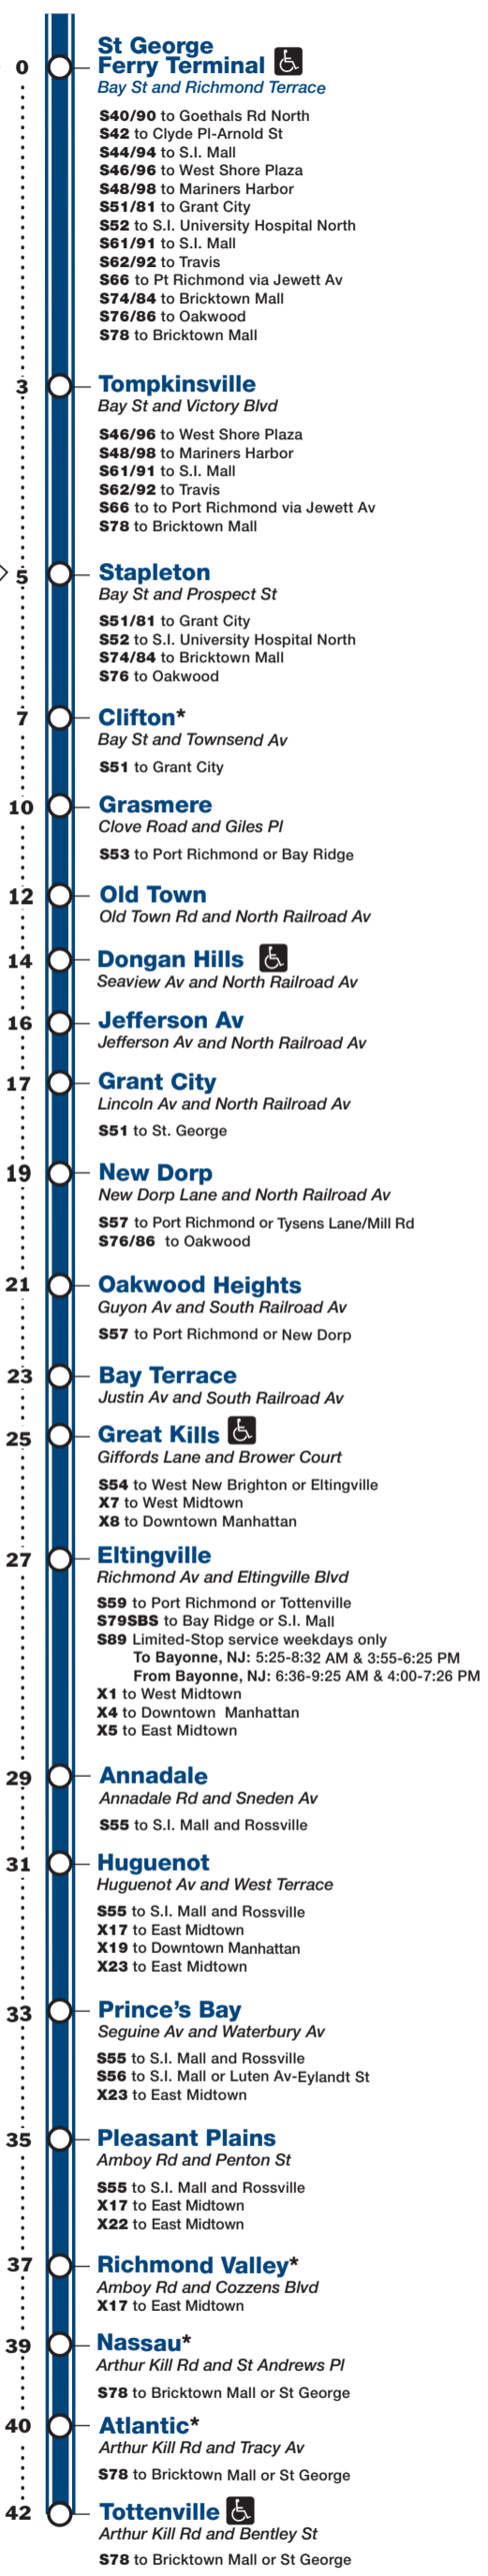 0
St George
Ferry Terminal
Bay St and Richmond Terrace
S40/90 to Goethals Rd North
S42 to Clyde Pl-Arnold St
S44/94 to S.I. Mall
S46/96 to West Shore Plaza
S48/98 to Mariners Harbor
S51/81 to Grant City
S52 to S.I. University Hospital North
S61/91 to S.I. Mall
S62/92 to Travis
S66 to Pt Richmond via Jewett Av
S74/84 to Bricktown Mall
S76/86 to Oakwood
S78 to Bricktown Mall
3 Tompkinsville
Bay St and Victory Blvd
S46/96 to West Shore Plaza
S48/98 to Mariners Harbor
S61/91 to S.I. Mall
S62/92 to Travis
S66 to to Port Richmond via Jewett Av
S78 to Bricktown Mall
5 Stapleton
Bay St and Prospect St
S51/81 to Grant City
S52 to S.I. University Hospital North
S74/84 to Bricktown Mall
S76 to Oakwood
7 Clifton*
Bay St and Townsend Av
S51 to Grant City
10 Grasmere
Clove Road and Giles Pl
S53 to Port Richmond or Bay Ridge
12 Old Town
Old Town Rd and North Railroad Av
14 Dongan Hills
Seaview Av and North Railroad Av
16 Jefferson Av
Jefferson Av and North Railroad Av
17 Grant City
Lincoln Av and North Railroad Av
S51 to St. George
19 New Dorp
New Dorp Lane and North Railroad Av
S57 to Port Richmond or Tysens Lane/Mill Rd
S76/86 to Oakwood
21 Oakwood Heights
Guyon Av and South Railroad Av
S57 to Port Richmond or New Dorp
23 Bay Terrace
Justin Av and South Railroad Av
25 Great Kills
Giffords Lane and Brower Court
S54 to West New Brighton or Eltingville
X7 to West Midtown
X8 to Downtown Manhattan
27 Eltingville
Richmond Av and Eltingville Blvd
S59 to Port Richmond or Tottenville
S79SBS to Bay Ridge or S.I. Mall
S89 Limited-Stop service weekdays only
To Bayonne, NJ: 5:25-8:32 AM & 3:55-6:25 PM
From Bayonne, NJ: 6:36-9:25 AM & 4:00-7:26 PM
X1 to West Midtown
X4 to Downtown Manhattan
X5 to East Midtown
29 Annadale
Annadale Rd and Sneden Av
S55 to S.I. Mall and Rossville
31 Huguenot
Huguenot Av and West Terrace
S55 to S.I. Mall and Rossville
X17 to East Midtown
X19 to Downtown Manhattan
X23 to East Midtown
33 Prince's Bay
Seguine Av and Waterbury Av
S55 to S.I. Mall and Rossville
S56 to S.I. Mall or Luten Av-Eylandt St
X23 to East Midtown
35 Pleasant Plains
Amboy Rd and Penton St
S55 to S.I. Mall and Rossville
X17 to East Midtown
X22 to East Midtown
37 Richmond Valley*
Amboy Rd and Cozzens Blvd
X17 to East Midtown
39 Nassau*
Arthur Kill Rd and St Andrews Pl
S78 to Bricktown Mall or St George
40 Atlantic*
Arthur Kill Rd and Tracy Av
S78 to Bricktown Mall or St George
42 Tottenville
Arthur Kill Rd and Bentley St
S78 to Bricktown Mall or St George